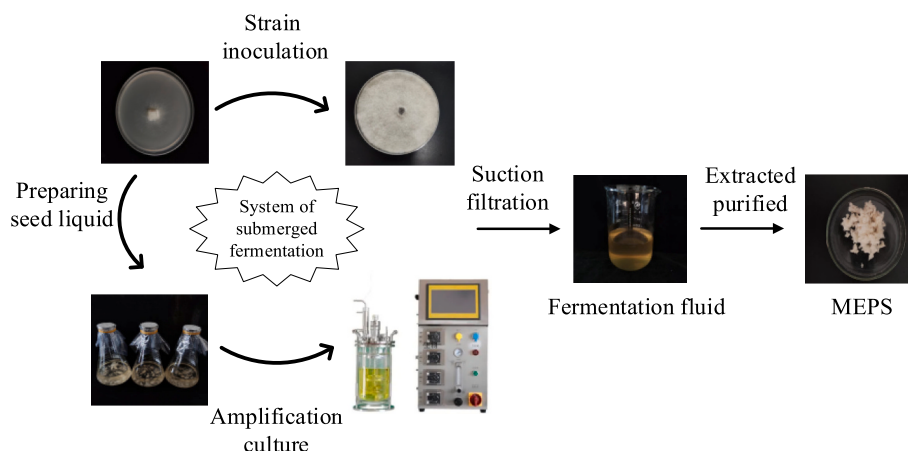 Strain
inoculation
Preparing
seed liquid
System of
submerged
fermentation
Suction
filtration
Extracted
purified
Fermentation fluid
MEPS
Amplification
culture